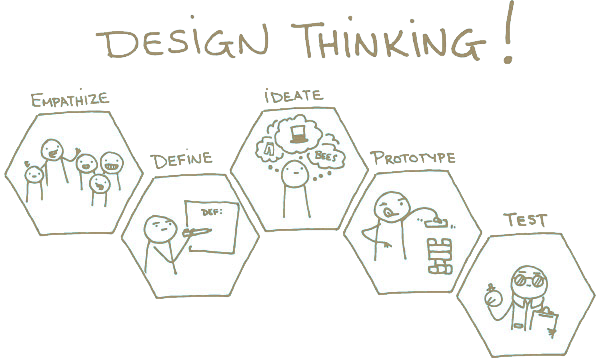 DESIGN THINKING!
EMPATHIZE
DEFINE
DEF:
iDEATE
BEES
PROTOTYPE
TEST